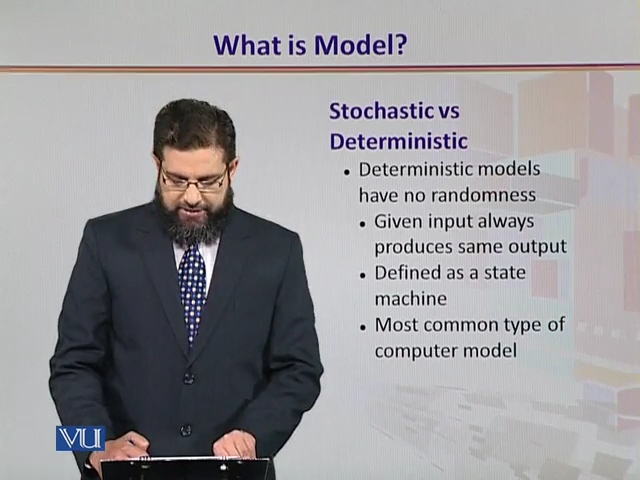 What is Model?
Stochastic vs
Deterministic
• Deterministic models
have no randomness
• Given input always
produces same output
• Defined as a state
machine
• Most common type of
computer model
VU